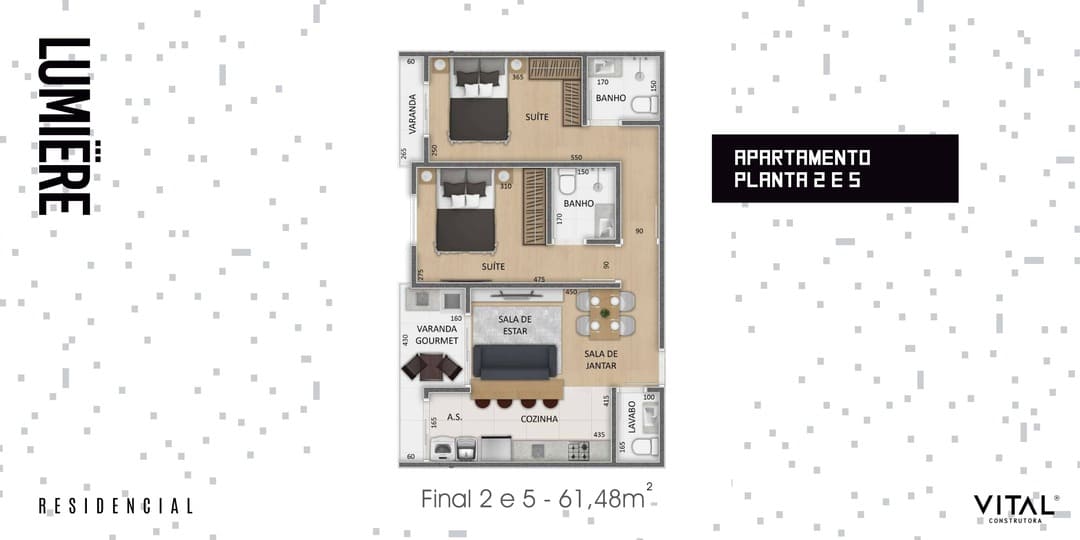 LUMIËRE
RESIDENCIAL
60
VARANDA
265
365
SUÍTE
250
550
170
BANHO
150
310
SUÍTE
275
475
150
BANHO
170
90
90
160
VARANDA
GOURMET
430
SALA DE
ESTAR
450
SALA DE
JANTAR
A.S.
165
60
COZINHA
415
435
100
LAVABO
165
Final 2 e 5 - 61,48m²
APARTAMENTO
PLANTA 2 E 5
VITAL®
CONSTRUTORA